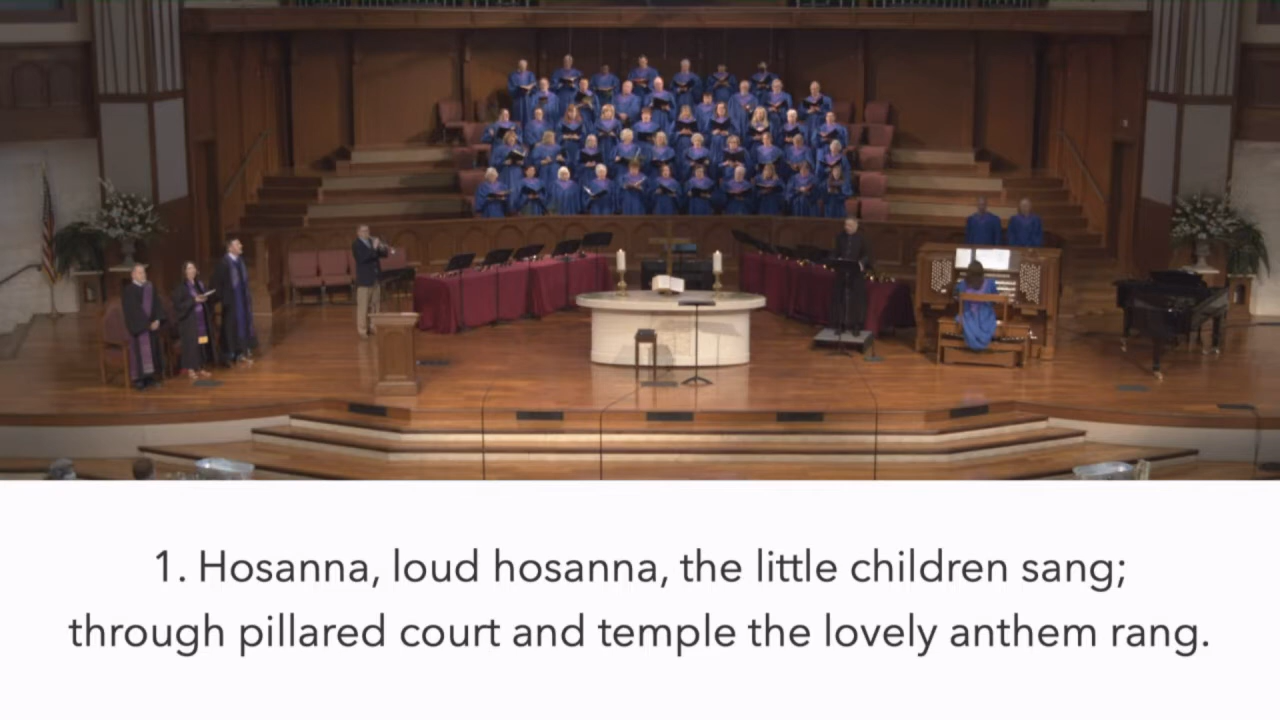 1. Hosanna, loud hosanna, the little children sang;
through pillared court and temple the lovely anthem rang.